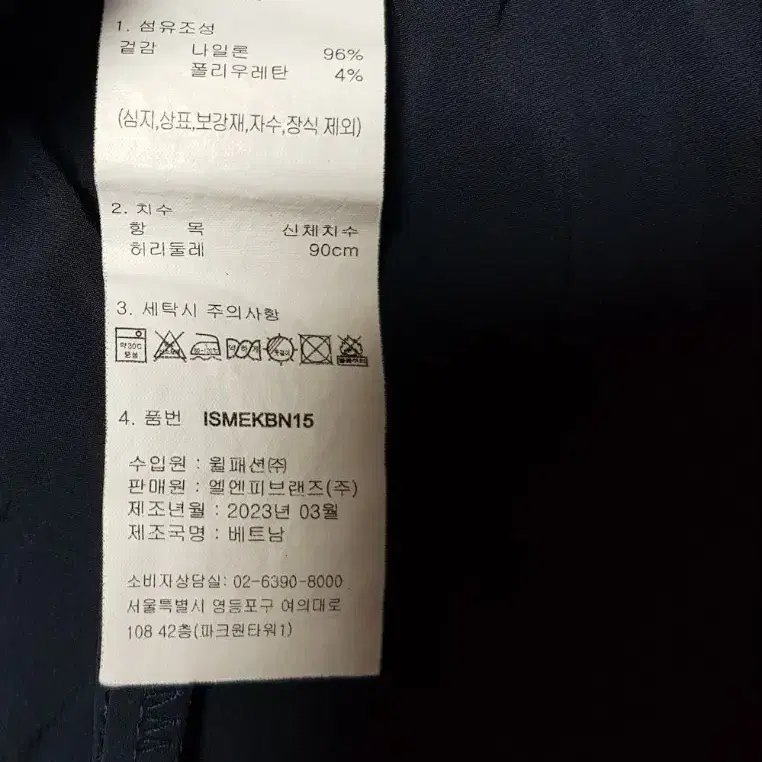 1. 섬유조성
겉감 나일론 96%
폴리우레탄 4%
(심지,상표,보강재,자수,장식 제외)
2. 치수
항 목 신체치수
허리둘레 90cm
3. 세탁시 주의사항
약30℃
중성
4. 품번 ISMEKBN15
수입원 : 윌패션㈜
판매원 : 엘엔피브랜즈(주)
제조년월 : 2023년 03월
제조국명 : 베트남
소비자상담실: 02-6390-8000
서울특별시 영등포구 여의대로
108 42층(파크원타워1)